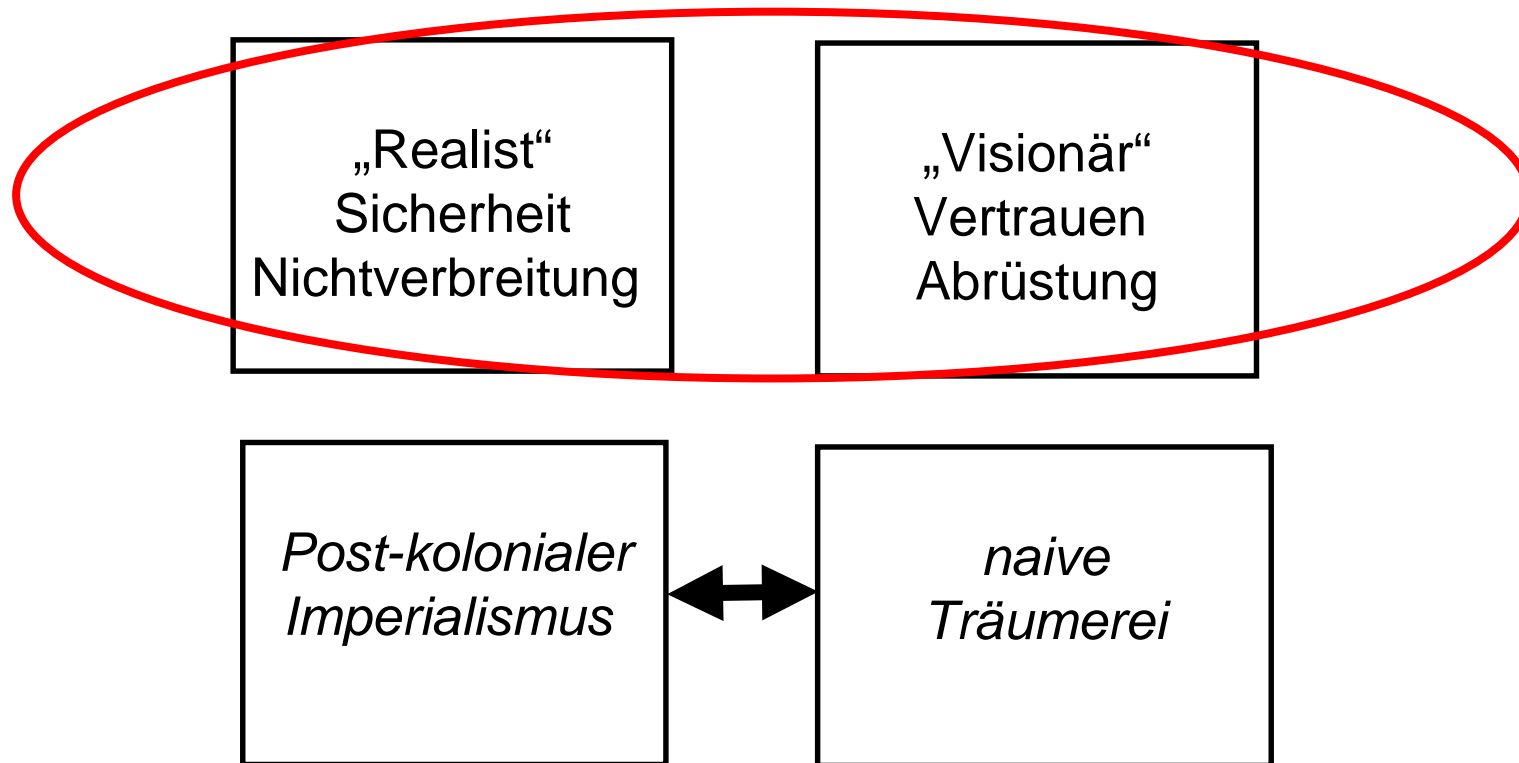 „Realist“
Sicherheit
Nichtverbreitung
„Visionär“
Vertrauen
Abrüstung
Post-kolonialer
Imperialismus
naive
Träumerei